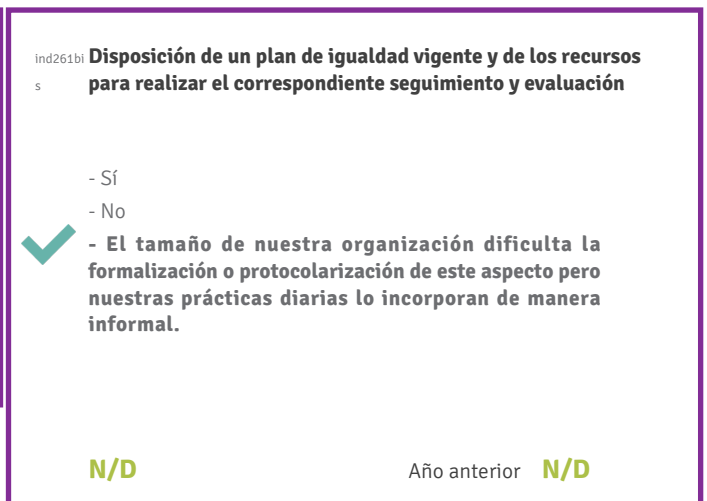 ind261bi Disposición de un plan de igualdad vigente y de los recursos
s para realizar el correspondiente seguimiento y evaluación
- Sí
- No
- El tamaño de nuestra organización dificulta la
formalización o protocolarización de este aspecto pero
nuestras prácticas diarias lo incorporan de manera
informal.
N/D Año anterior N/D